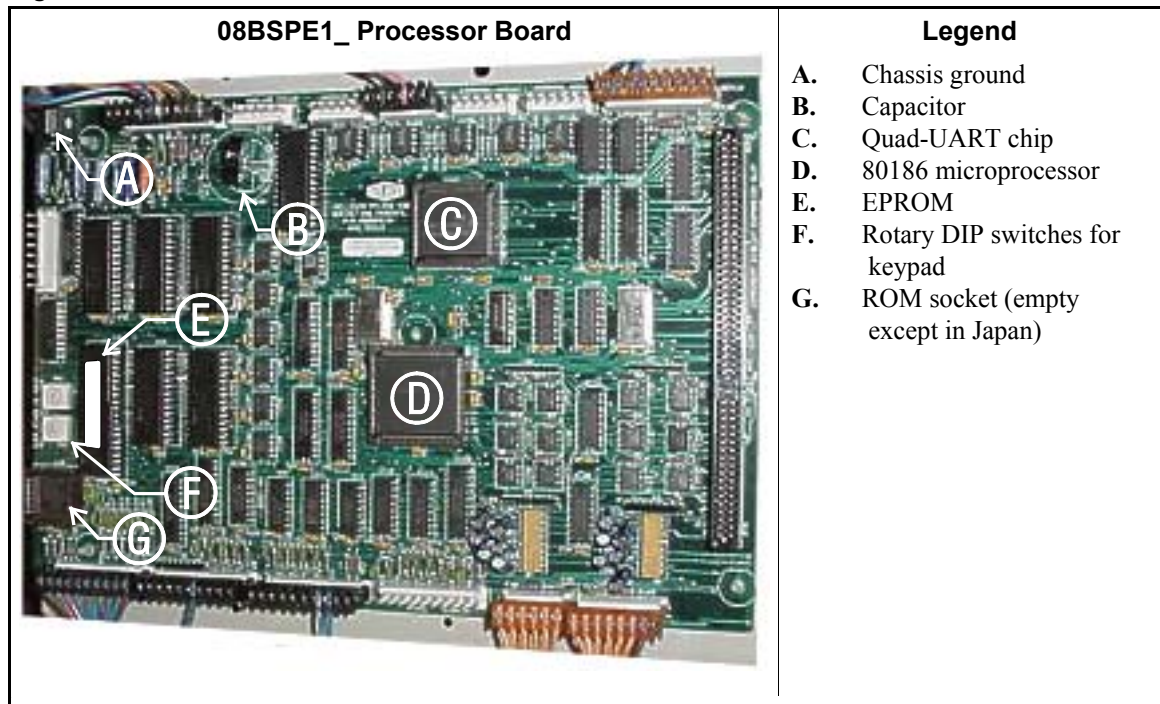 08BSPE1_ Processor Board
A
B
C
D
E
F
G
Legend
A. Chassis ground
B. Capacitor
C. Quad-UART chip
D. 80186 microprocessor
E. EPROM
F. Rotary DIP switches for
keypad
G. ROM socket (empty
except in Japan)